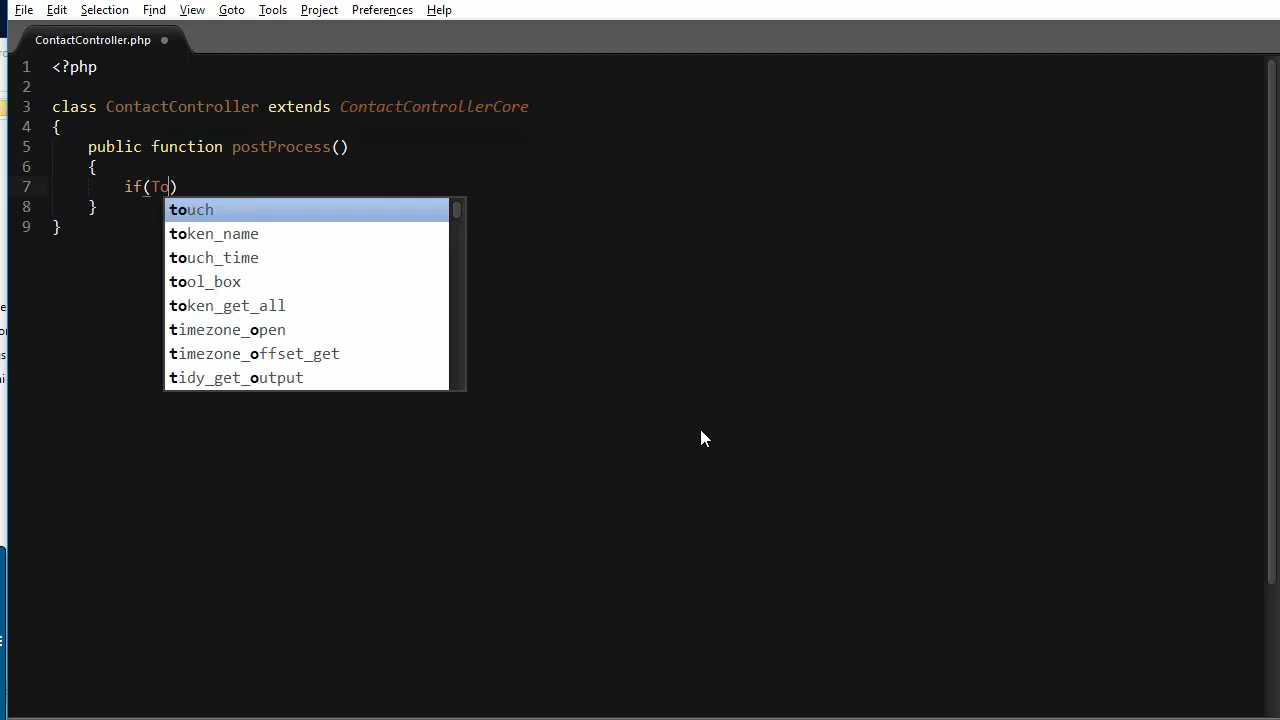 File Edit Selection Find View Goto Tools Project Preferences Help
ContactController.php
1 <?php
2
3 class ContactController extends ContactControllerCore
4 {
5 public function postProcess()
6 {
7 if(To)
8 }
9 }
touch
token_name
touch_time
tool_box
token_get_all
timezone_open
timezone_offset_get
tidy_get_output